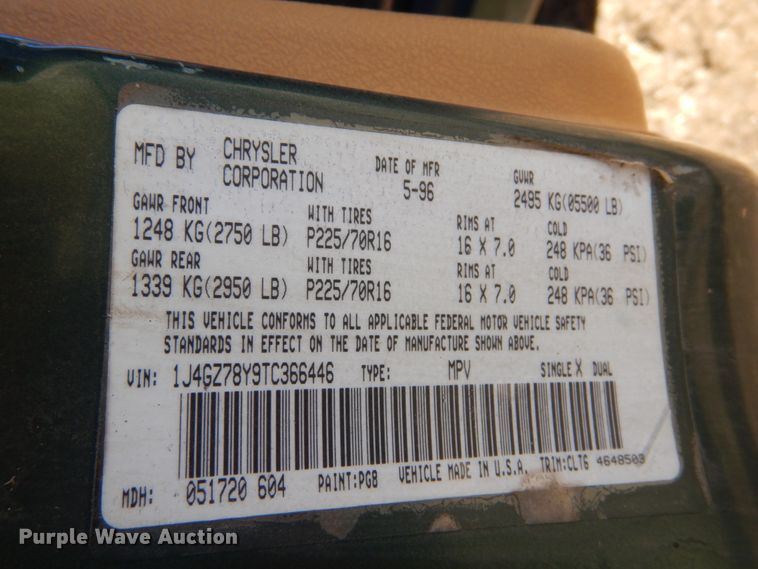 MFD BY CHRYSLER CORPORATION DATE OF MFR 5-96 GVWR 2495 KG(05500 LB)
GAWR FRONT WITH TIRES RIMS AT COLD
1248 KG(2750 LB) P225/70R16 16 X 7.0 248 KPA(36 PSI)
GAWR REAR WITH TIRES RIMS AT COLD
1339 KG(2950 LB) P225/70R16 16 X 7.0 248 KPA(36 PSI)
THIS VEHICLE CONFORMS TO ALL APPLICABLE FEDERAL MOTOR VEHICLE SAFETY
STANDARDS IN EFFECT ON THE DATE OF MANUFACTURE SHOWN ABOVE.
VIN: 1J4GZ78Y9TC366446 TYPE: MPV SINGLE X DUAL
MDH: 051720 604 PAINT:PG8 VEHICLE MADE IN U.S.A. TRIM:CLT6 4648503
Purple Wave Auction